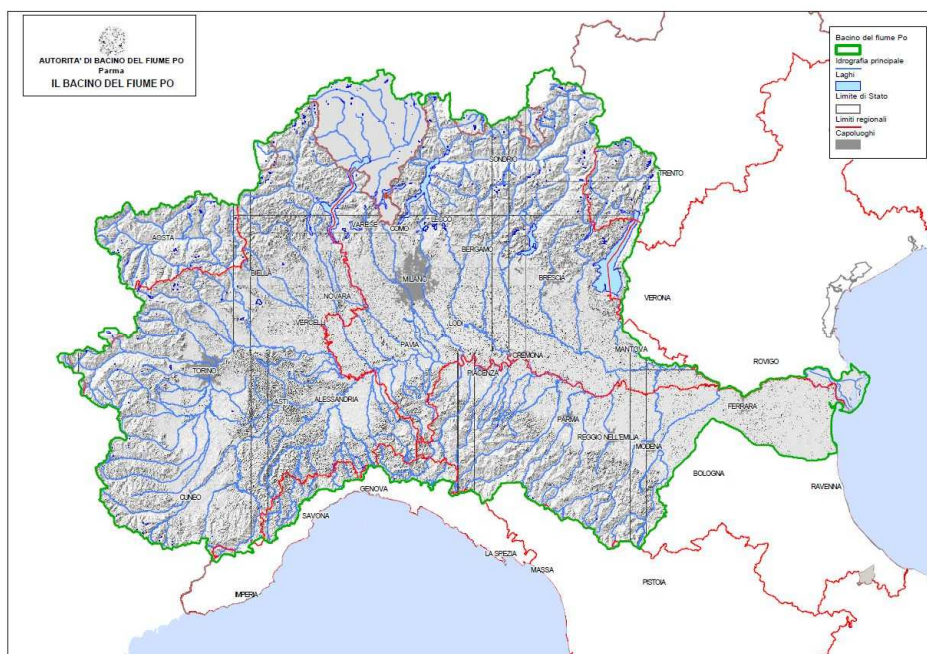 AUTORITA' DI BACINO DEL FIUME PO
Parma
IL BACINO DEL FIUME PO
Bacino del fiume Po
Idrografia principale
Laghi
Limite di Stato
Limiti regionali
Capoluoghi
SONDRIO
TRENTO
AOSTA
VARESE
COMO
LECCO
BIELLA
BERGAMO
MILANO
BRESCIA
NOVARA
VERONA
VERCELLI
LODI
PAVIA
MANTOVA
CREMONA
ROVIGO
TORINO
PIACENZA
ASTI
ALESSANDRIA
FERRARA
PARMA
REGGIO NELL'EMILIA
MODENA
BOLOGNA
RAVENNA
GENOVA
CUNEO
SAVONA
LA SPEZIA
MASSA
PISTOIA
IMPERIA